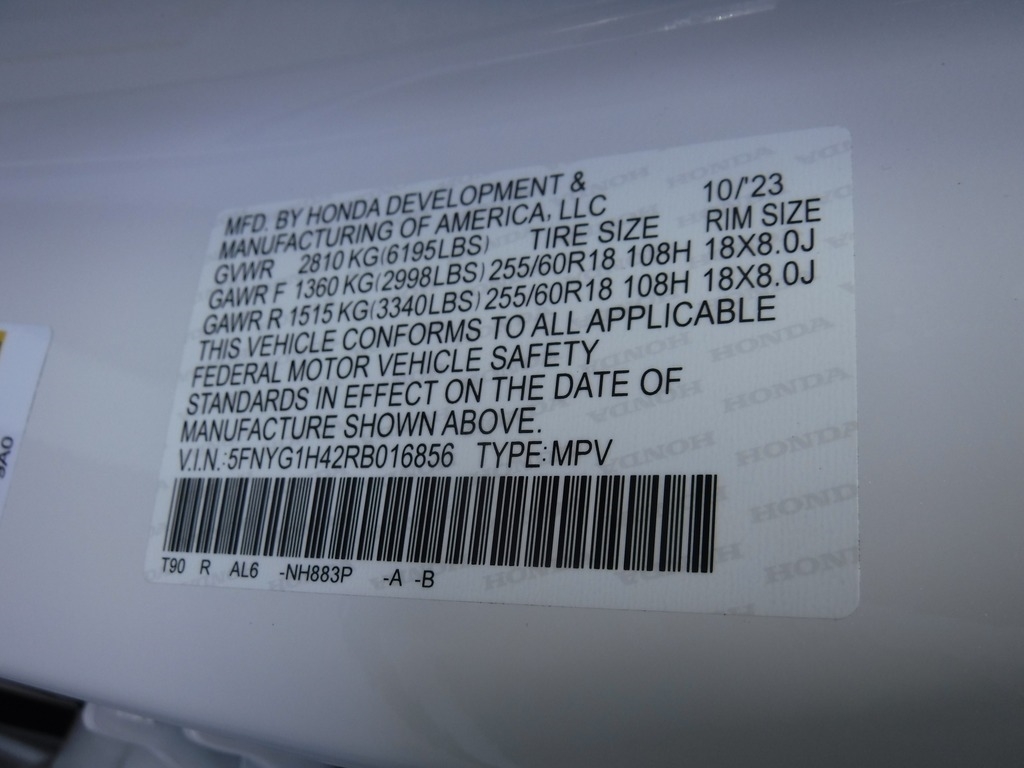 MFD. BY HONDA DEVELOPMENT &
MANUFACTURING OF AMERICA, LLC 10/'23
GVWR 2810 KG(6195LBS) TIRE SIZE RIM SIZE
GAWR F 1360 KG(2998LBS) 255/60R18 108H 18X8.0J
GAWR R 1515 KG(3340LBS) 255/60R18 108H 18X8.0J
THIS VEHICLE CONFORMS TO ALL APPLICABLE
FEDERAL MOTOR VEHICLE SAFETY
STANDARDS IN EFFECT ON THE DATE OF
MANUFACTURE SHOWN ABOVE.
V.I.N.:5FNYG1H42RB016856 TYPE:MPV
T90 R AL6 -NH883P -A -B